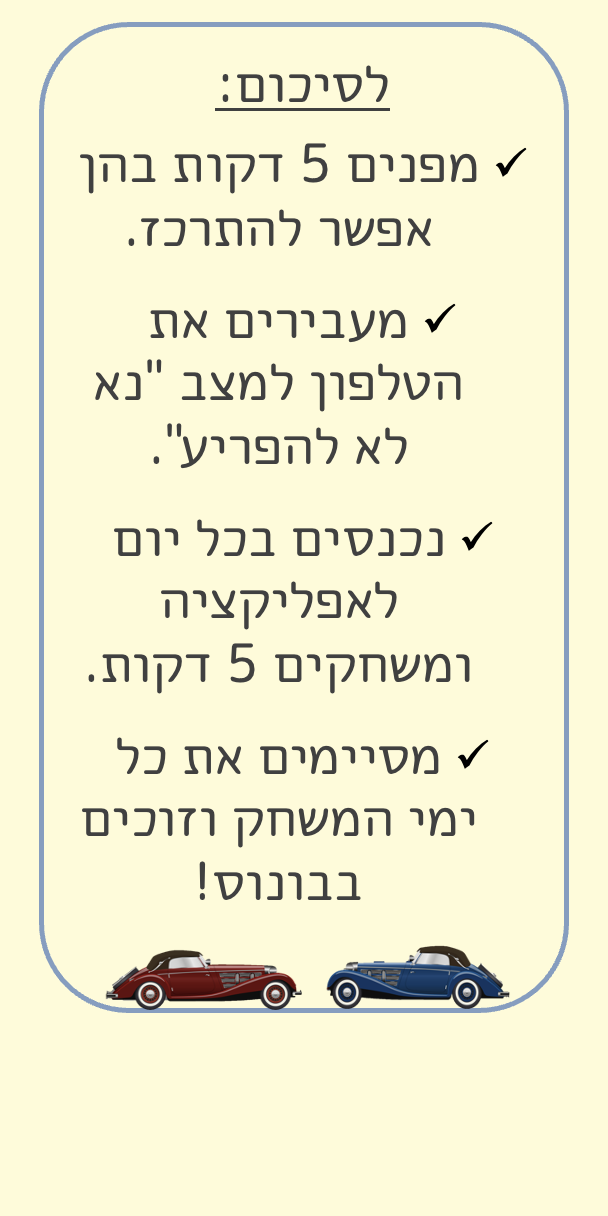 לסיכום:
✓ מפנים 5 דקות בהן
אפשר להתרכז.
✓ מעבירים את
הטלפון למצב "נא
לא להפריע".
✓ נכנסים בכל יום
לאפליקציה
ומשחקים 5 דקות.
✓ מסיימים את כל
ימי המשחק וזוכים
בבונוס!